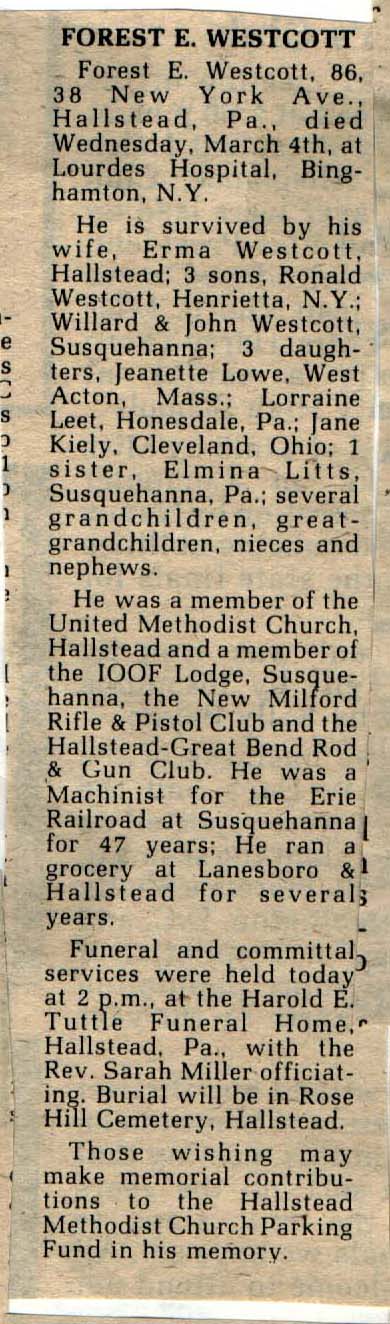 FOREST E. WESTCOTT
Forest E. Westcott, 86,
38 New York Ave.,
Hallstead, Pa., died
Wednesday, March 4th, at
Lourdes Hospital, Bing-
hamton, N.Y.
He is survived by his
wife, Erma Westcott,
Hallstead; 3 sons, Ronald
Westcott, Henrietta, N.Y.;
Willard & John Westcott,
Susquehanna; 3 daugh-
ters, Jeanette Lowe, West
Acton, Mass.; Lorraine
Leet, Honesdale, Pa.; Jane
Kiely, Cleveland, Ohio; 1
sister, Elmina Litts,
Susquehanna, Pa.; several
grandchildren, great-
grandchildren, nieces and
nephews.
He was a member of the
United Methodist Church,
Hallstead and a member of
the IOOF Lodge, Susque-
hanna, the New Milford
Rifle & Pistol Club and the
Hallstead-Great Bend Rod
& Gun Club. He was a
Machinist for the Erie
Railroad at Susquehanna
for 47 years; He ran a
grocery at Lanesboro &
Hallstead for several
years.
Funeral and committal
services were held today
at 2 p.m., at the Harold E.
Tuttle Funeral Home,
Hallstead, Pa., with the
Rev. Sarah Miller officiat-
ing. Burial will be in Rose
Hill Cemetery, Hallstead.
Those wishing may
make memorial contribu-
tions to the Hallstead
Methodist Church Parking
Fund in his memory.